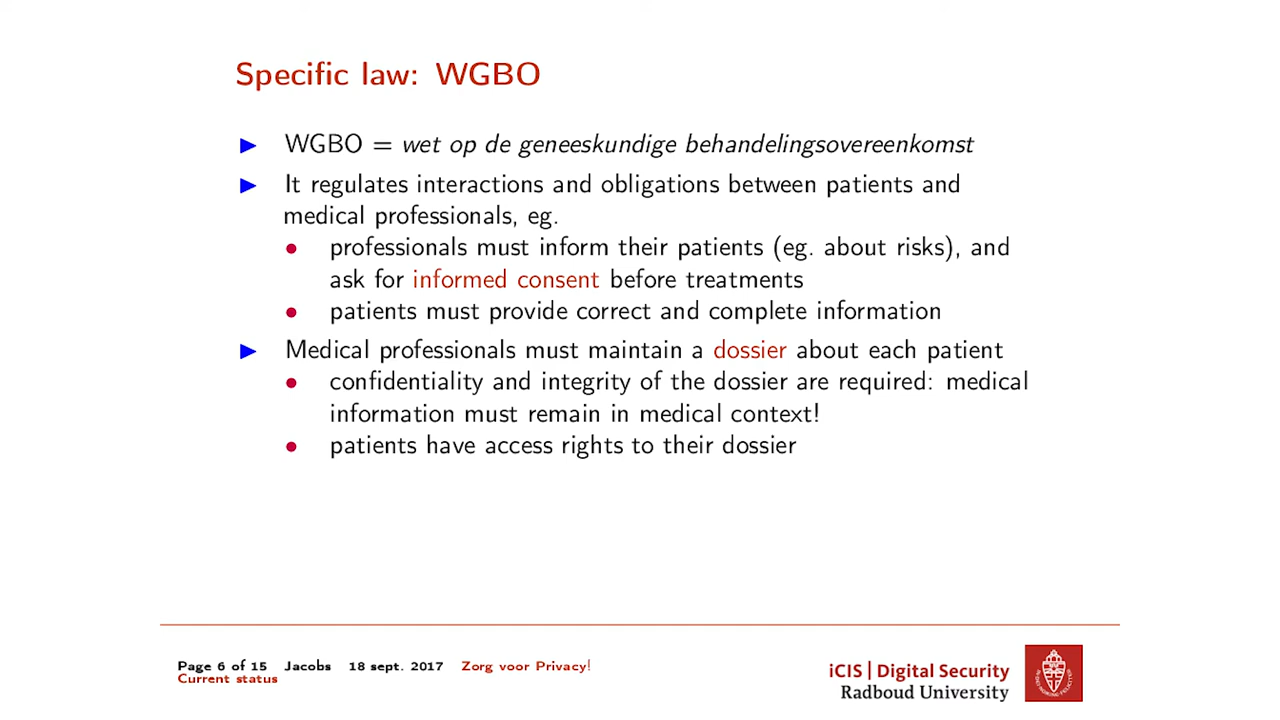 Specific law: WGBO
▶ WGBO = wet op de geneeskundige behandelingsovereenkomst
▶ It regulates interactions and obligations between patients and
medical professionals, eg.
• professionals must inform their patients (eg. about risks), and
ask for informed consent before treatments
• patients must provide correct and complete information
▶ Medical professionals must maintain a dossier about each patient
• confidentiality and integrity of the dossier are required: medical
information must remain in medical context!
• patients have access rights to their dossier
Page 6 of 15 Jacobs 18 sept. 2017 Zorg voor Privacy!
Current status
iCIS | Digital Security
Radboud University